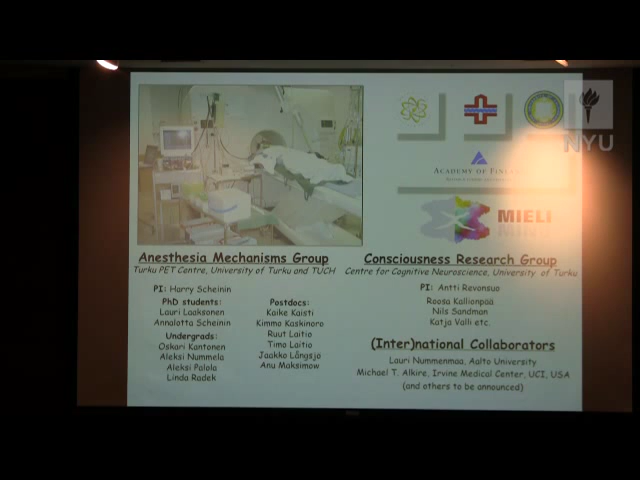 NYU
ACADEMY OF FINL
MIELI
Anesthesia Mechanisms Group
Turku PET Centre, University of Turku and TUCH
PI: Harry Scheinin
PhD students:
Lauri Laaksonen
Annalotta Scheinin
Undergrads:
Oskari Kantonen
Aleksi Nummela
Aleksi Palola
Linda Radek
Postdocs:
Kaike Kaisti
Kimmo Kaskinoro
Ruut Laitio
Timo Laitio
Jaakko Långsjö
Anu Maksimow
Consciousness Research Group
Centre for Cognitive Neuroscience, University of Turku
PI: Antti Revonsuo
Roosa Kallionpää
Nils Sandman
Katja Valli etc.
(Inter)national Collaborators
Lauri Nummenmaa, Aalto University
Michael T. Alkire, Irvine Medical Center, UCI, USA
(and others to be announced)